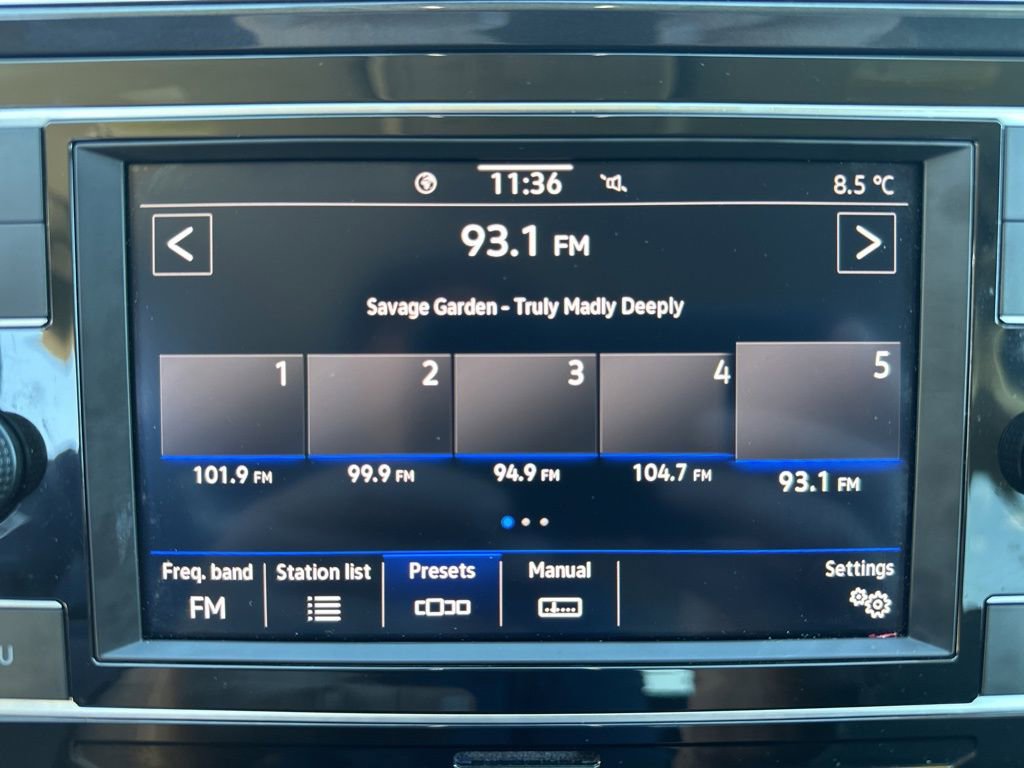 11:36
8.5 °C
< 93.1 FM >
Savage Garden - Truly Madly Deeply
1 2 3 4 5
101.9 FM 99.9 FM 94.9 FM 104.7 FM 93.1 FM
Freq. band Station list Presets Manual Settings
FM